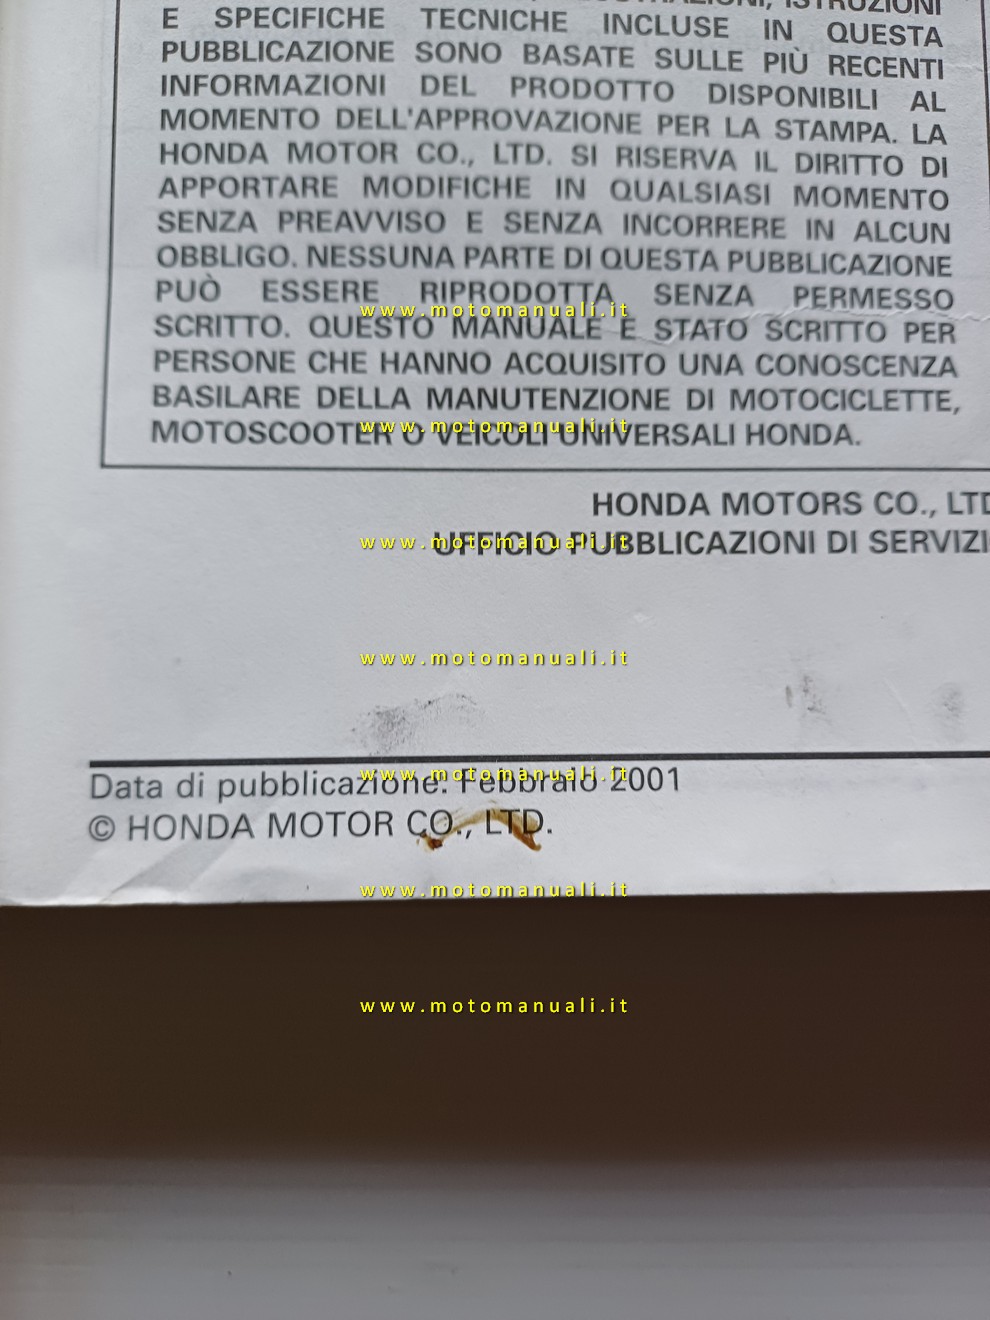 ISTRUZIONI
E SPECIFICHE TECNICHE INCLUSE IN QUESTA
PUBBLICAZIONE SONO BASATE SULLE PIÙ RECENTI
INFORMAZIONI DEL PRODOTTO DISPONIBILI AL
MOMENTO DELL'APPROVAZIONE PER LA STAMPA. LA
HONDA MOTOR CO., LTD. SI RISERVA IL DIRITTO DI
APPORTARE MODIFICHE IN QUALSIASI MOMENTO
SENZA PREAVVISO E SENZA INCORRERE IN ALCUN
OBBLIGO. NESSUNA PARTE DI QUESTA PUBBLICAZIONE
PUÒ ESSERE RIPRODOTTA SENZA PERMESSO
www.motomanuali.it
SCRITTO. QUESTO MANUALE È STATO SCRITTO PER
PERSONE CHE HANNO ACQUISITO UNA CONOSCENZA
BASILARE DELLA MANUTENZIONE DI MOTOCICLETTE,
www.motomanuali.it
MOTOSCOOTER O VEICOLI UNIVERSALI HONDA.
HONDA MOTORS CO., LTD
www.motomanuali.it
UFFICIO PUBBLICAZIONI DI SERVIZI
www.motomanuali.it
www.motomanuali.it
Data di pubblicazione: Febbraio 2001
© HONDA MOTOR CO., LTD.
www.motomanuali.it
www.motomanuali.it